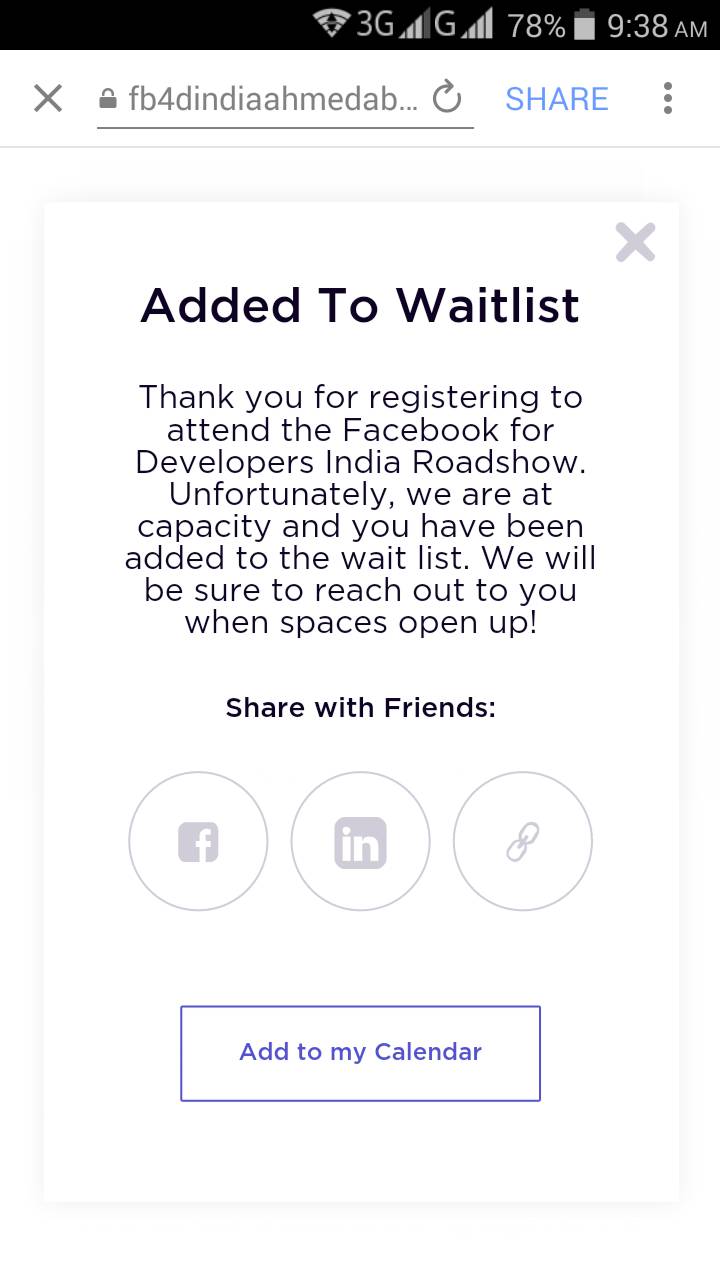 3G G 78% 9:38 AM
fb4dindiaahmedab... SHARE
Added To Waitlist
Thank you for registering to
attend the Facebook for
Developers India Roadshow.
Unfortunately, we are at
capacity and you have been
added to the wait list. We will
be sure to reach out to you
when spaces open up!
Share with Friends:
f in
Add to my Calendar